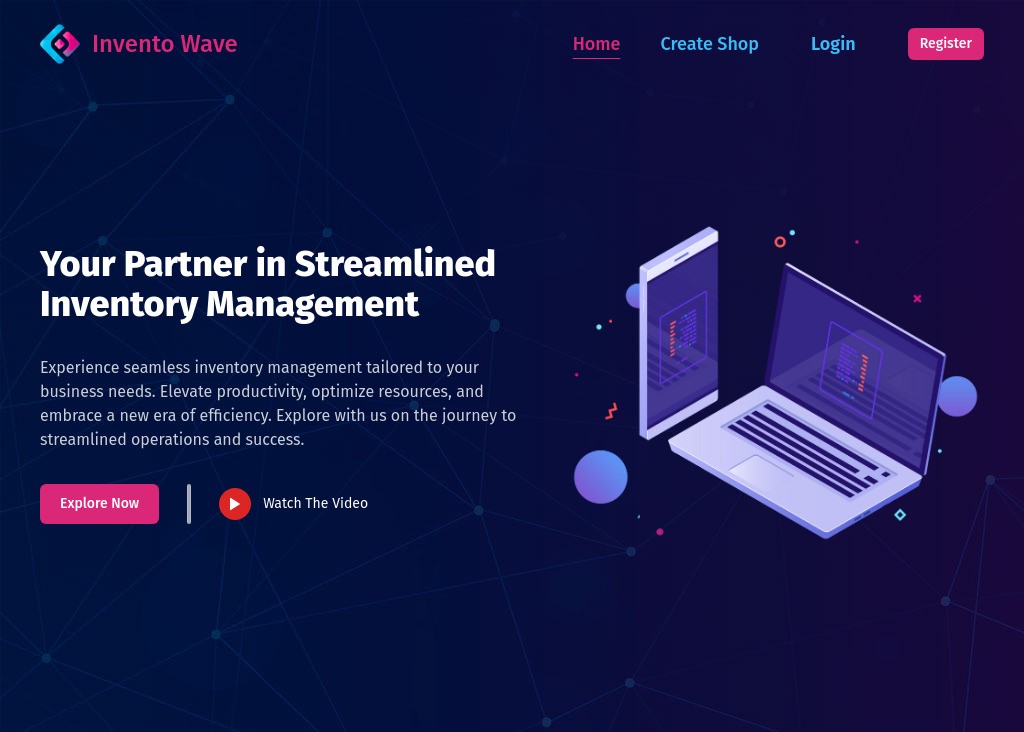 Invento Wave
Home
Create Shop
Login
Register
Your Partner in Streamlined
Inventory Management
Experience seamless inventory management tailored to your
business needs. Elevate productivity, optimize resources, and
embrace a new era of efficiency. Explore with us on the journey to
streamlined operations and success.
Explore Now
Watch The Video